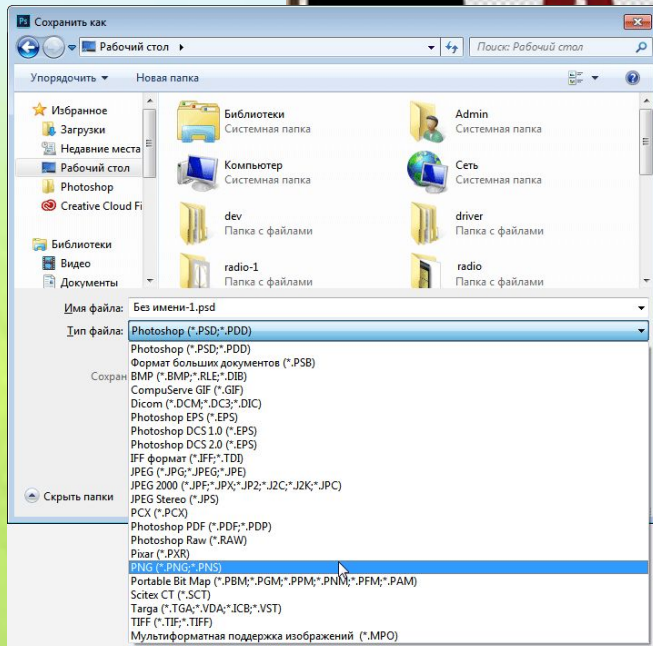 Ps Сохранить как
Рабочий стол
Поиск: Рабочий стол
Упорядочить
Новая папка
Избранное
Загрузки
Недавние места
Рабочий стол
Photoshop
Creative Cloud Fi
Библиотеки
Видео
Документы
Библиотеки
Системная папка
Admin
Системная папка
Компьютер
Системная папка
Сеть
Системная папка
dev
Папка с файлами
driver
Папка с файлами
radio-1
Папка с файлами
radio
Папка с файлами
Имя файла: Без имени-1.psd
Тип файла: Photoshop (*.PSD;*.PDD)
Photoshop (*.PSD;*.PDD)
Формат больших документов (*.PSB)
Сохран
BMP (*.BMP;*.RLE;*.DIB)
CompuServe GIF (*.GIF)
Dicom (*.DCM;*.DC3;*.DIC)
Photoshop EPS (*.EPS)
Photoshop DCS 1.0 (*.EPS)
Photoshop DCS 2.0 (*.EPS)
IFF формат (*.IFF;*.TDI)
JPEG (*.JPG;*.JPEG;*.JPE)
JPEG 2000 (*.JPF;*.JPX;*.JP2;*.J2C;*.J2K;*.JPC)
JPEG Stereo (*.JPS)
PCX (*.PCX)
Photoshop PDF (*.PDF;*.PDP)
Photoshop Raw (*.RAW)
Pixar (*.PXR)
PNG (*.PNG;*.PNS)
Portable Bit Map (*.PBM;*.PGM;*.PPM;*.PNM;*.PFM;*.PAM)
Scitex CT (*.SCT)
Targa (*.TGA;*.VDA;*.ICB;*.VST)
TIFF (*.TIF;*.TIFF)
Мультиформатная поддержка изображений (*.MPO)
Скрыть папки